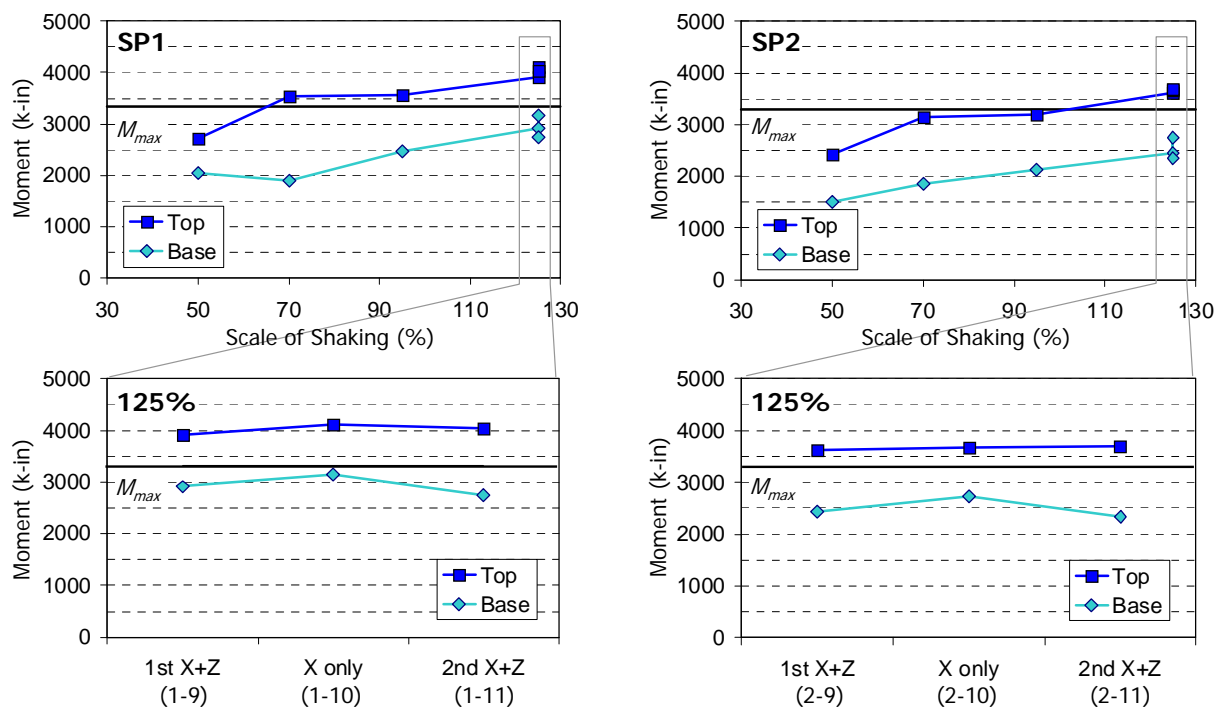 SP1
Moment (k-in)
5000
4000
3000
2000
1000
0
M_max
Top
Base
30 50 70 90 110 130
Scale of Shaking (%)
SP2
Moment (k-in)
5000
4000
3000
2000
1000
0
M_max
Top
Base
30 50 70 90 110 130
Scale of Shaking (%)
125%
Moment (k-in)
5000
4000
3000
2000
1000
0
M_max
Top
Base
1st X+Z X only 2nd X+Z
(1-9) (1-10) (1-11)
125%
Moment (k-in)
5000
4000
3000
2000
1000
0
M_max
Top
Base
1st X+Z X only 2nd X+Z
(2-9) (2-10) (2-11)